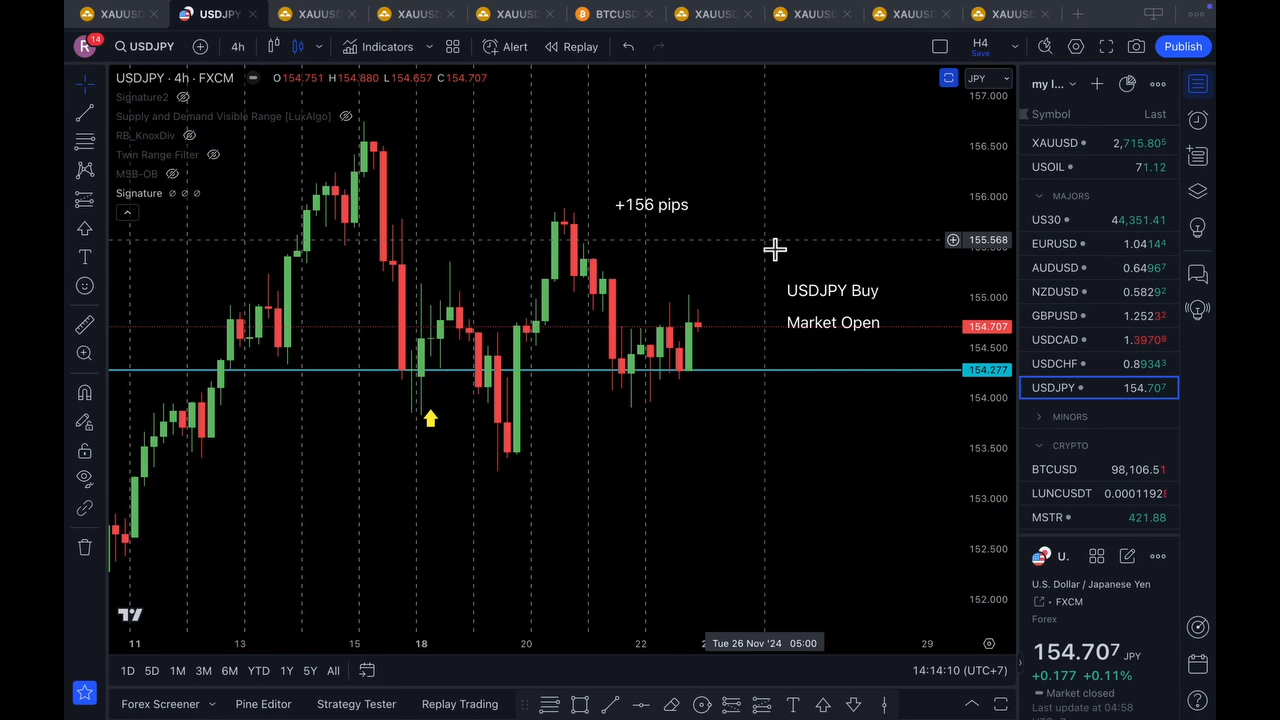 XAUUSD USDJPY XAUUSD XAUUSD XAUUSD BTCUSD XAUUSD XAUUSD XAUUSD XAUUSD
R 14 USDJPY 4h Indicators Alert Replay H4 Save Publish
USDJPY · 4h · FXCM O154.751 H154.880 L154.657 C154.707
JPY
Signature2
Supply and Demand Visible Range [LuxAlgo]
RB_KnoxDiv
Twin Range Filter
MSB-OB
Signature
+156 pips
USDJPY Buy
Market Open
157.000
156.500
156.000
155.568
155.000
154.707
154.500
154.277
154.000
153.500
153.000
152.500
152.000
11 13 15 18 20 22 Tue 26 Nov '24 05:00 29
1D 5D 1M 3M 6M YTD 1Y 5Y All 14:14:10 (UTC+7)
Forex Screener Pine Editor Strategy Tester Replay Trading
my l...
Symbol Last
XAUUSD 2,715.805
USOIL 71.12
MAJORS
US30 44,351.41
EURUSD 1.04144
AUDUSD 0.64967
NZDUSD 0.58292
GBPUSD 1.25232
USDCAD 1.39709
USDCHF 0.89343
USDJPY 154.707
MINORS
CRYPTO
BTCUSD 98,106.51
LUNCUSDT 0.00011928
MSTR 421.88
U.
U.S. Dollar / Japanese Yen
FXCM
Forex
154.707 JPY
+0.177 +0.11%
Market closed
Last update at 04:58